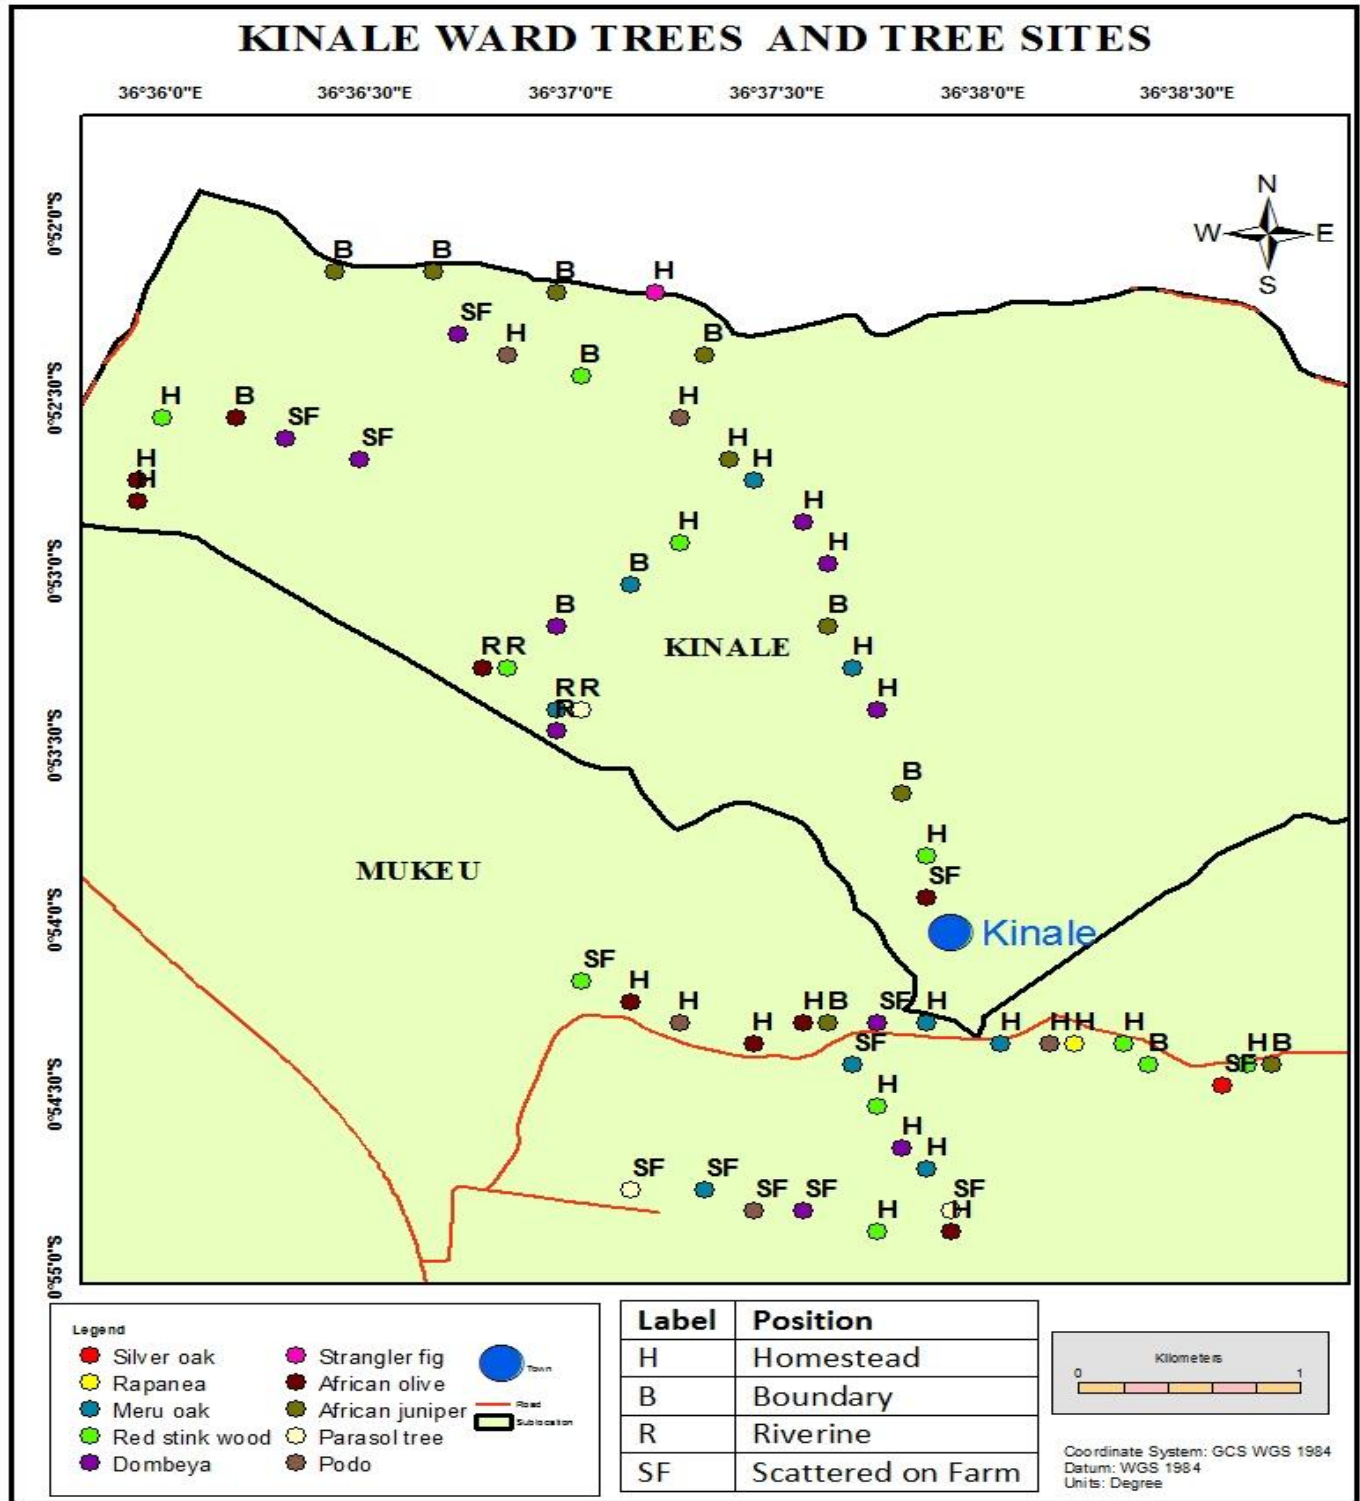 KINALE WARD TREES AND TREE SITES
36°36'0"E 36°36'30"E 36°37'0"E 36°37'30"E 36°38'0"E 36°38'30"E
0°52'0"S
0°52'30"S
0°53'0"S
0°53'30"S
0°54'0"S
0°54'30"S
0°55'0"S
N
W E
S
B B
B H
SF
H B
B
H B H
SF
SF H
H H
H
H
H
H
B
B B
R R KINALE H
R R H
R
B
H
MUKEU
SF
Kinale
SF
H
H H B SF H
H H H H H
SF B H B
SF
H
H
H
SF SF SF
SF SF H H
Legend
Silver oak
Rapanea
Meru oak
Red stink wood
Dombeya
Strangler fig
African olive
African juniper
Parasol tree
Podo
Town
Road
Sublocation
Label Position
H Homestead
B Boundary
R Riverine
SF Scattered on Farm
Kilometers
0 1
Coordinate System: GCS WGS 1984
Datum: WGS 1984
Units: Degree